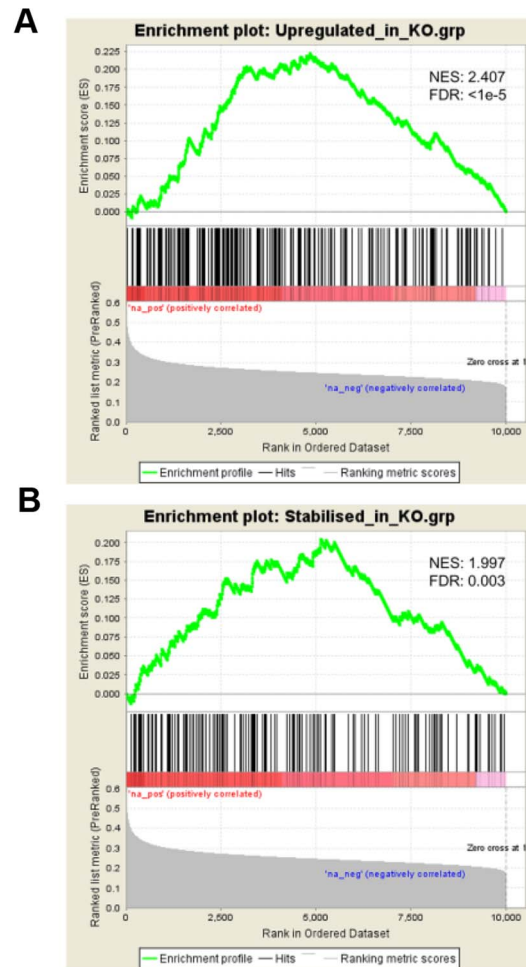 A
Enrichment plot: Upregulated_in_KO.grp
NES: 2.407
FDR: <1e-5
Enrichment score (ES)
0.225
0.200
0.175
0.150
0.125
0.100
0.075
0.050
0.025
0.000
'na_pos' (positively correlated)
Ranked list metric (PreRanked)
0.6
0.5
0.4
0.3
0.2
0.1
0.0
Zero cross at
'na_neg' (negatively correlated)
0 2,500 5,000 7,500 10,000
Rank in Ordered Dataset
Enrichment profile Hits Ranking metric scores
B
Enrichment plot: Stabilised_in_KO.grp
NES: 1.997
FDR: 0.003
Enrichment score (ES)
0.200
0.175
0.150
0.125
0.100
0.075
0.050
0.025
0.000
'na_pos' (positively correlated)
Ranked list metric (PreRanked)
0.6
0.5
0.4
0.3
0.2
0.1
0.0
Zero cross at
'na_neg' (negatively correlated)
0 2,500 5,000 7,500 10,000
Rank in Ordered Dataset
Enrichment profile Hits Ranking metric scores